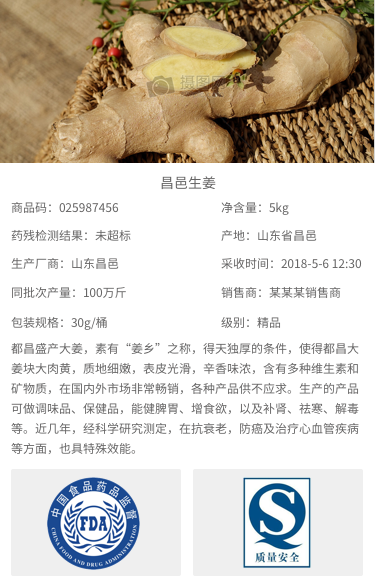 摄图网
昌邑生姜
商品码：025987456 净含量：5kg
药残检测结果：未超标 产地：山东省昌邑
生产厂商：山东昌邑 采收时间：2018-5-6 12:30
同批次产量：100万斤 销售商：某某某销售商
包装规格：30g/桶 级别：精品
都昌盛产大姜，素有“姜乡”之称，得天独厚的条件，使得都昌大
姜块大肉黄，质地细嫩，表皮光滑，辛香味浓，含有多种维生素和
矿物质，在国内外市场非常畅销，各种产品供不应求。生产的产品
可做调味品、保健品，能健脾胃、增食欲，以及补肾、祛寒、解毒
等。近几年，经科学研究测定，在抗衰老，防癌及治疗心血管疾病
等方面，也具特殊效能。
中国食品药品监督
FDA
CHINA FOOD AND DRUG ADMINISTRATION
质量安全